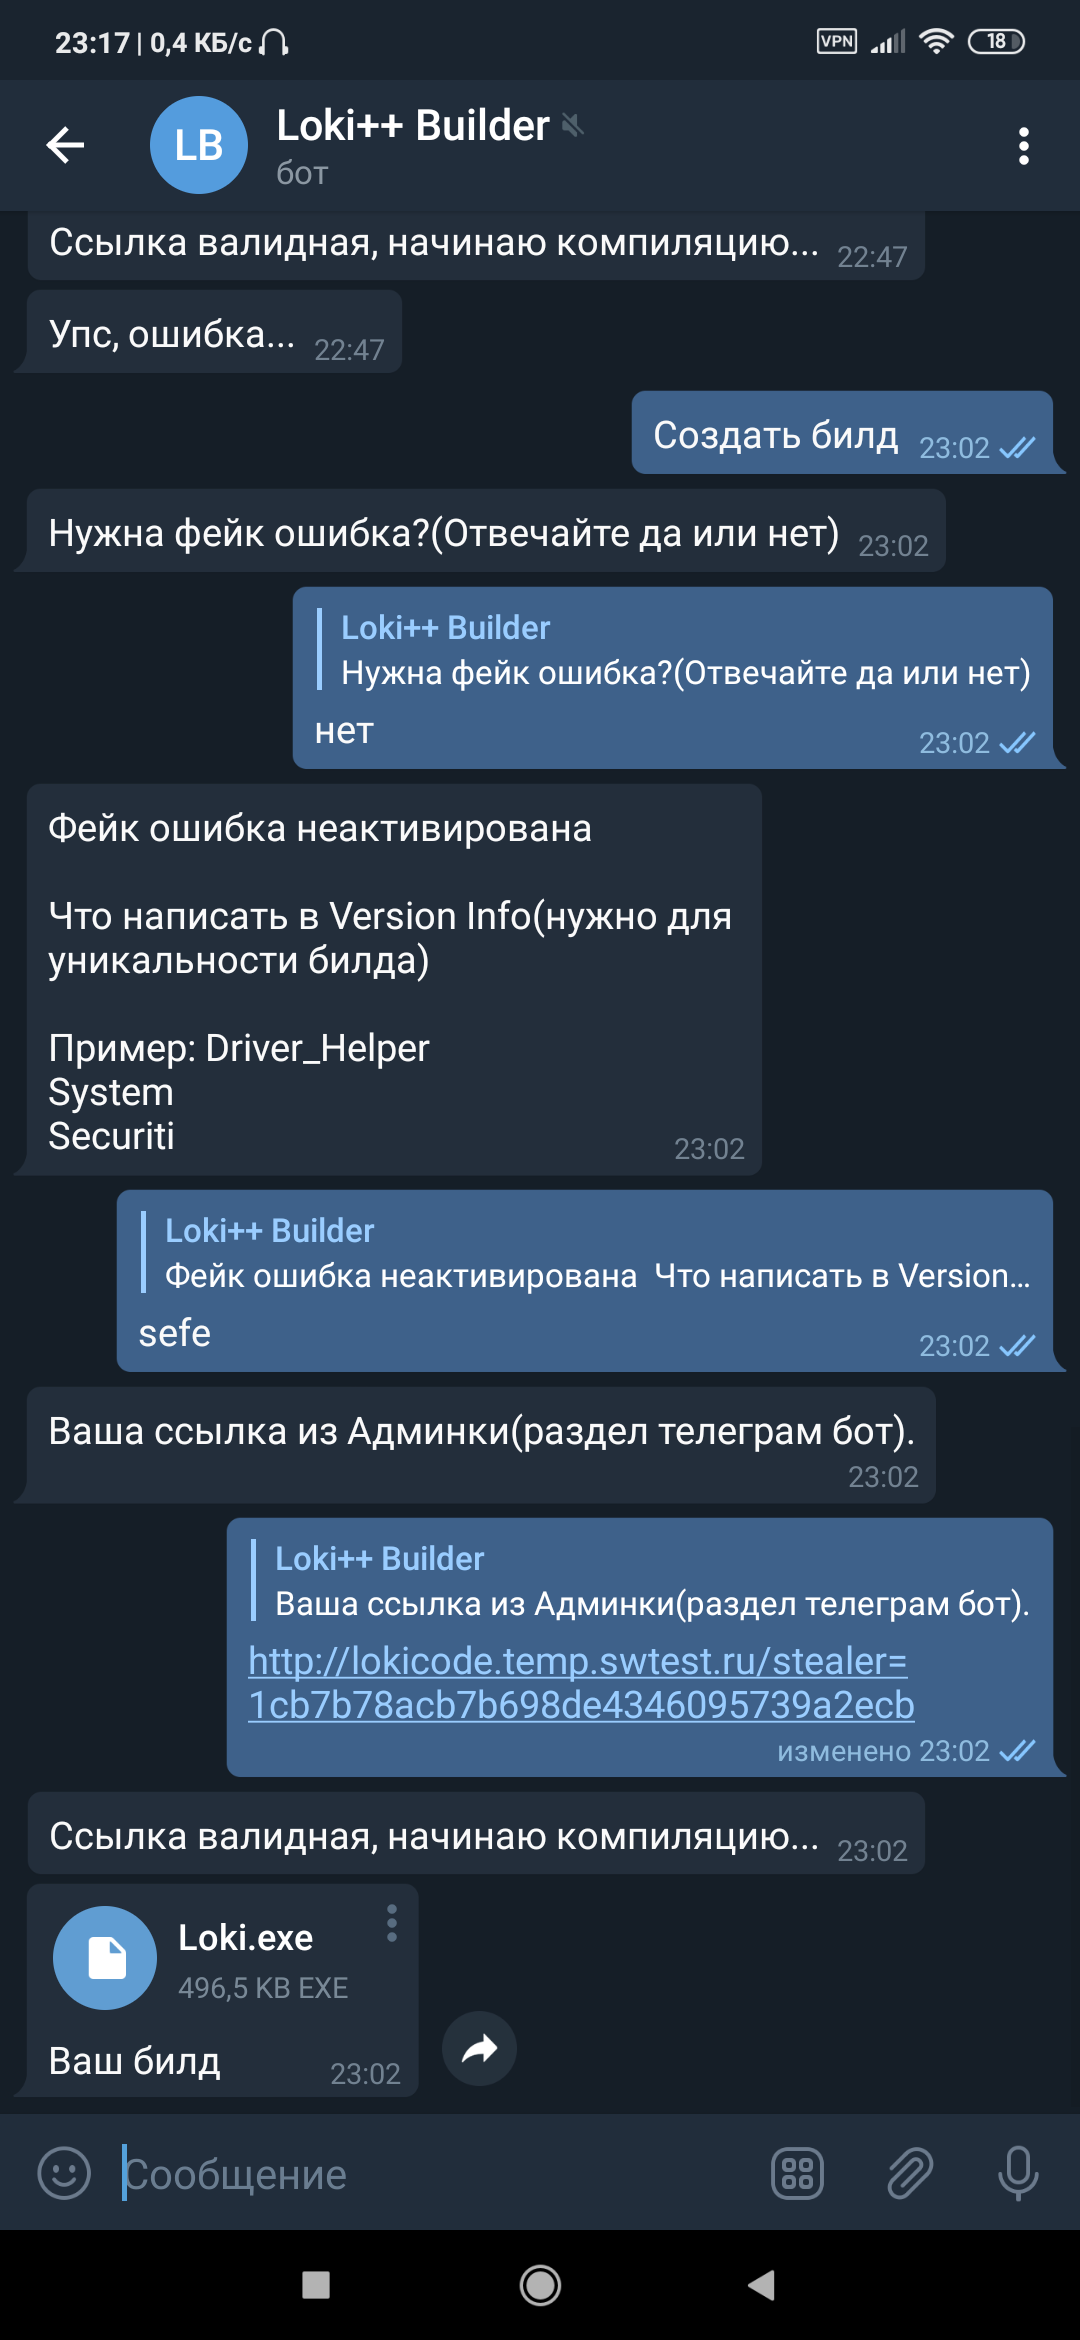 23:17 | 0,4 КБ/с
VPN
18
LB
Loki++ Builder
бот
Ссылка валидная, начинаю компиляцию... 22:47
Упс, ошибка... 22:47
Создать билд 23:02
Нужна фейк ошибка?(Отвечайте да или нет) 23:02
Loki++ Builder
Нужна фейк ошибка?(Отвечайте да или нет)
нет
23:02
Фейк ошибка неактивирована
Что написать в Version Info(нужно для
уникальности билда)
Пример: Driver_Helper
System
Securiti
23:02
Loki++ Builder
Фейк ошибка неактивирована  Что написать в Version...
sefe
23:02
Ваша ссылка из Админки(раздел телеграм бот).
23:02
Loki++ Builder
Ваша ссылка из Админки(раздел телеграм бот).
http://lokicode.temp.swtest.ru/stealer=
1cb7b78acb7b698de4346095739a2ecb
изменено 23:02
Ссылка валидная, начинаю компиляцию... 23:02
Loki.exe
496,5 KB EXE
Ваш билд 23:02
Сообщение